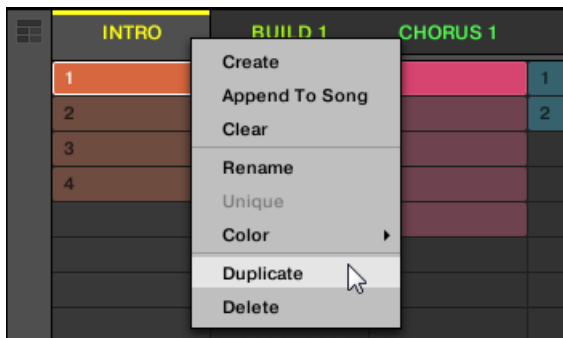 INTRO BUILD 1 CHORUS 1
Create
Append To Song
Clear
Rename
Unique
Color
Duplicate
Delete
1
2
3
4
1
2